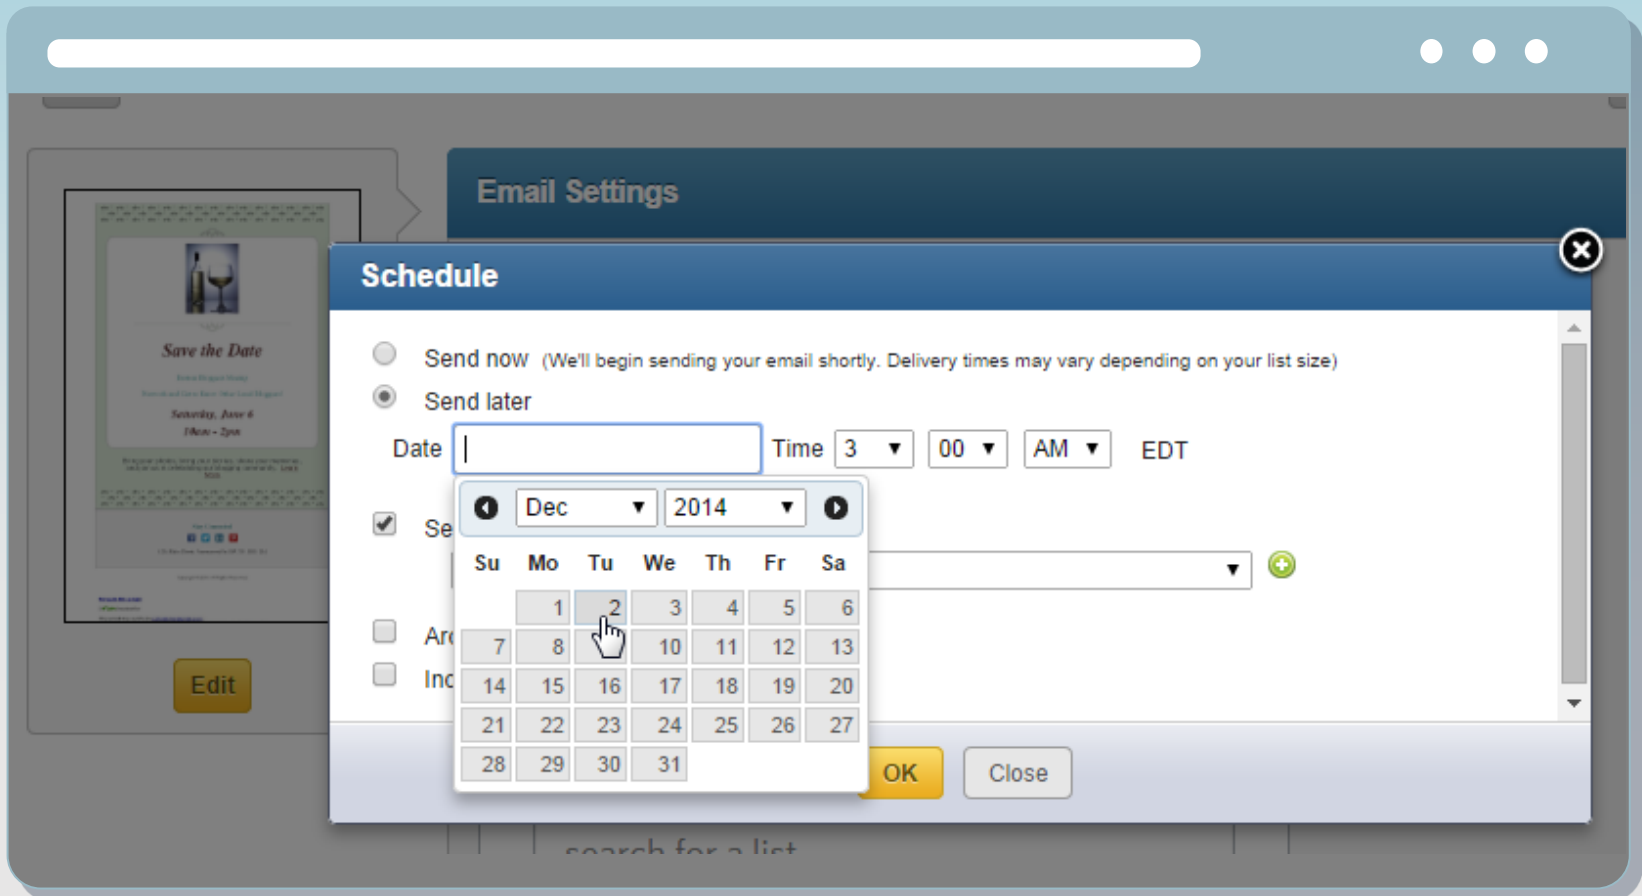 Email Settings
Save the Date
Saturday, June 6
10am - 2pm
Edit
Schedule
Send now (We'll begin sending your email shortly. Delivery times may vary depending on your list size)
Send later
Date Time 3 00 AM EDT
Dec 2014
Se
Su Mo Tu We Th Fr Sa
1 2 3 4 5 6
Arc
7 8 10 11 12 13
Inc
14 15 16 17 18 19 20
21 22 23 24 25 26 27
28 29 30 31
OK Close
search for a list